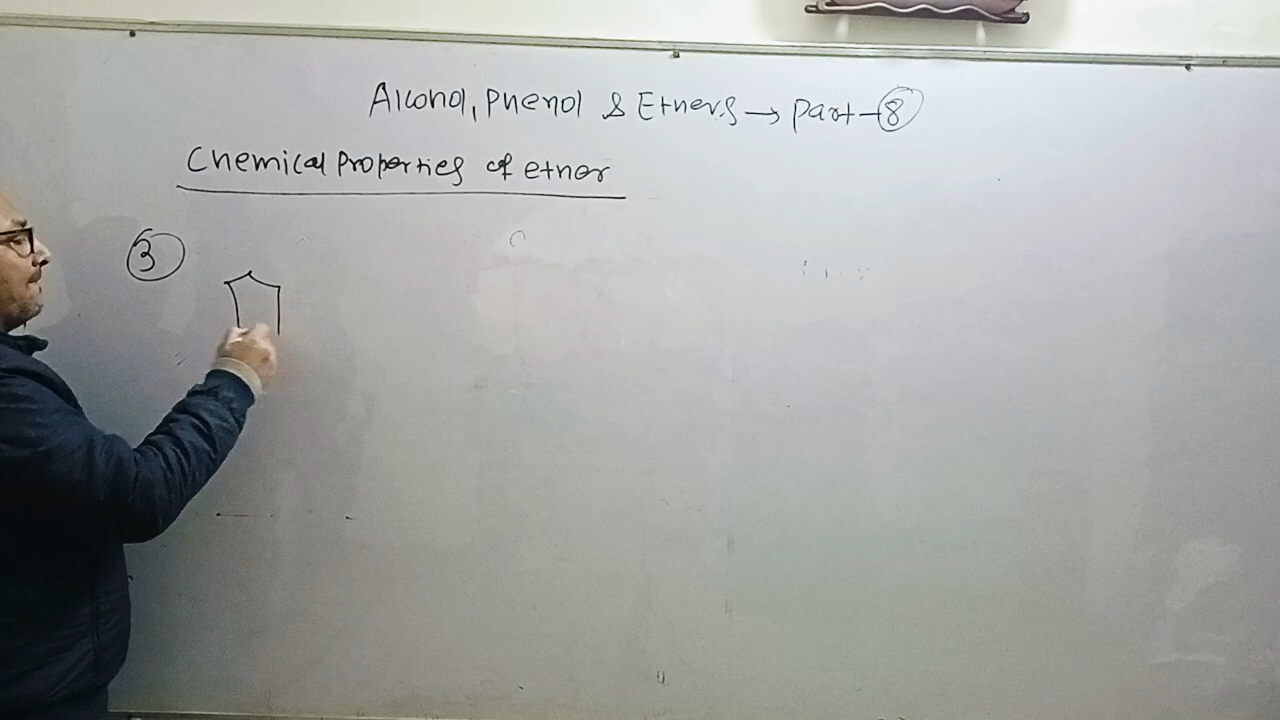 Alcohol, Phenol & Ethers → Part-8
Chemical Properties of ether
3